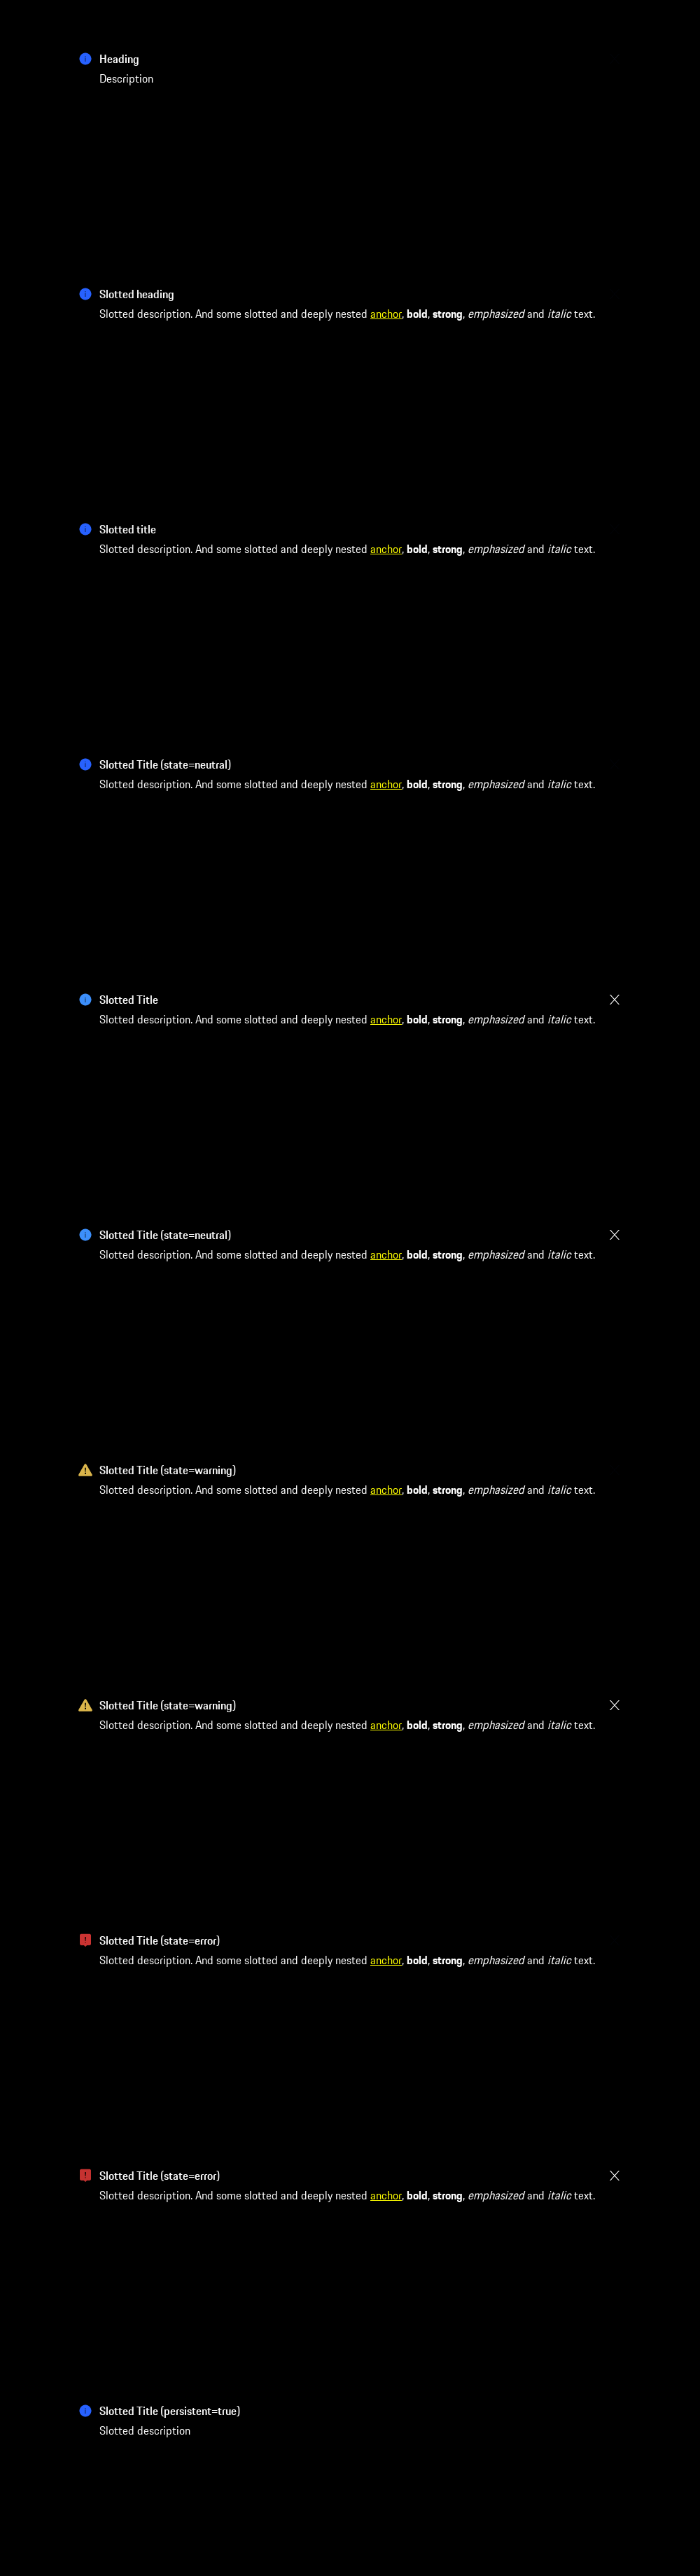 Heading
Description
Slotted heading
Slotted description. And some slotted and deeply nested anchor, bold, strong, emphasized and italic text.
Slotted title
Slotted description. And some slotted and deeply nested anchor, bold, strong, emphasized and italic text.
Slotted Title (state=neutral)
Slotted description. And some slotted and deeply nested anchor, bold, strong, emphasized and italic text.
Slotted Title
Slotted description. And some slotted and deeply nested anchor, bold, strong, emphasized and italic text.
Slotted Title (state=neutral)
Slotted description. And some slotted and deeply nested anchor, bold, strong, emphasized and italic text.
Slotted Title (state=warning)
Slotted description. And some slotted and deeply nested anchor, bold, strong, emphasized and italic text.
Slotted Title (state=warning)
Slotted description. And some slotted and deeply nested anchor, bold, strong, emphasized and italic text.
Slotted Title (state=error)
Slotted description. And some slotted and deeply nested anchor, bold, strong, emphasized and italic text.
Slotted Title (state=error)
Slotted description. And some slotted and deeply nested anchor, bold, strong, emphasized and italic text.
Slotted Title (persistent=true)
Slotted description